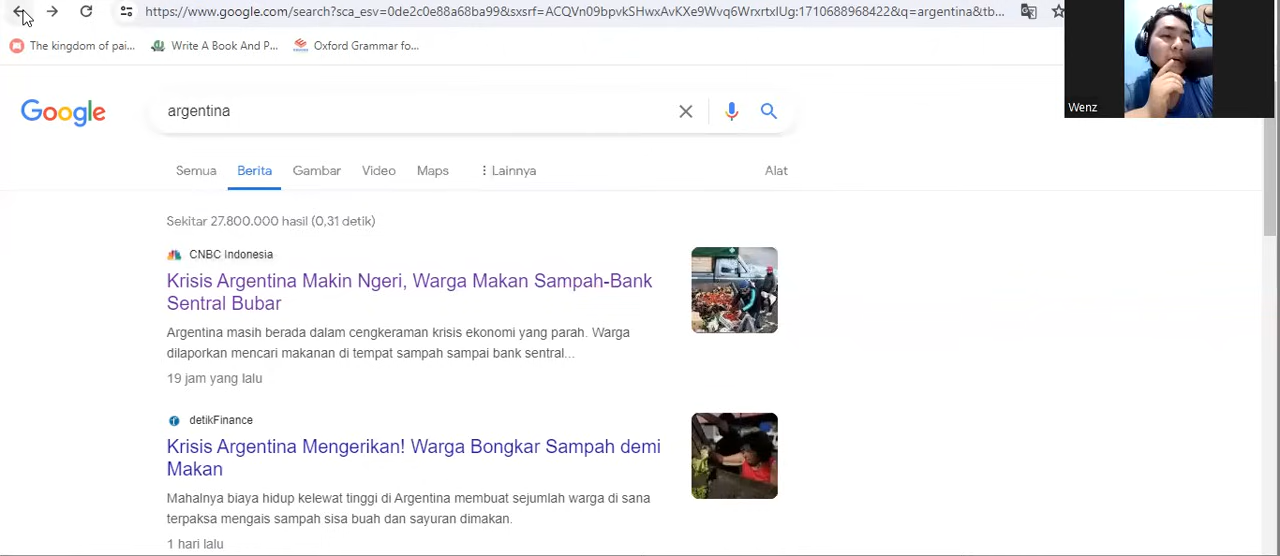 https://www.google.com/search?sca_esv=0de2c0e88a68ba99&sxsrf=ACQVn09bpvkSHwxAvKXe9Wvq6WrxrtxIUg:1710688968422&q=argentina&tb...
The kingdom of pai...
Write A Book And P...
Oxford Grammar fo...
Wenz
Google
argentina
Semua Berita Gambar Video Maps Lainnya Alat
Sekitar 27.800.000 hasil (0,31 detik)
CNBC Indonesia
Krisis Argentina Makin Ngeri, Warga Makan Sampah-Bank
Sentral Bubar
Argentina masih berada dalam cengkeraman krisis ekonomi yang parah. Warga
dilaporkan mencari makanan di tempat sampah sampai bank sentral...
19 jam yang lalu
detikFinance
Krisis Argentina Mengerikan! Warga Bongkar Sampah demi
Makan
Mahalnya biaya hidup kelewat tinggi di Argentina membuat sejumlah warga di sana
terpaksa mengais sampah sisa buah dan sayuran dimakan.
1 hari lalu